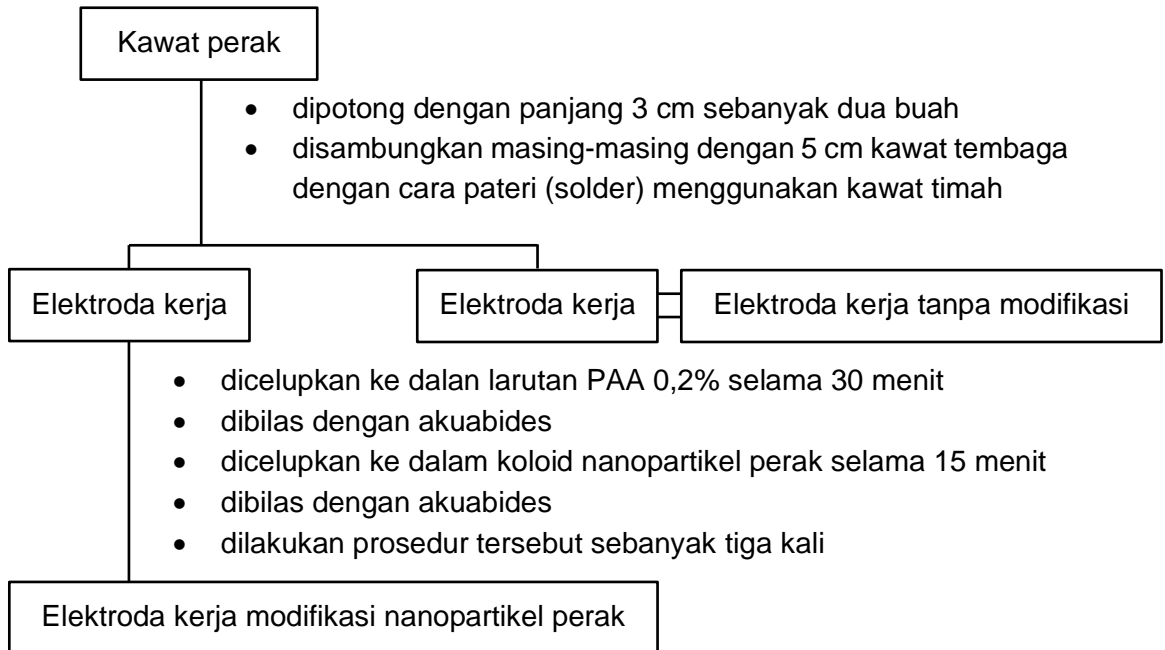 Kawat perak
• dipotong dengan panjang 3 cm sebanyak dua buah
• disambungkan masing-masing dengan 5 cm kawat tembaga
dengan cara pateri (solder) menggunakan kawat timah
Elektroda kerja
Elektroda kerja
Elektroda kerja tanpa modifikasi
• dicelupkan ke dalan larutan PAA 0,2% selama 30 menit
• dibilas dengan akuabides
• dicelupkan ke dalam koloid nanopartikel perak selama 15 menit
• dibilas dengan akuabides
• dilakukan prosedur tersebut sebanyak tiga kali
Elektroda kerja modifikasi nanopartikel perak